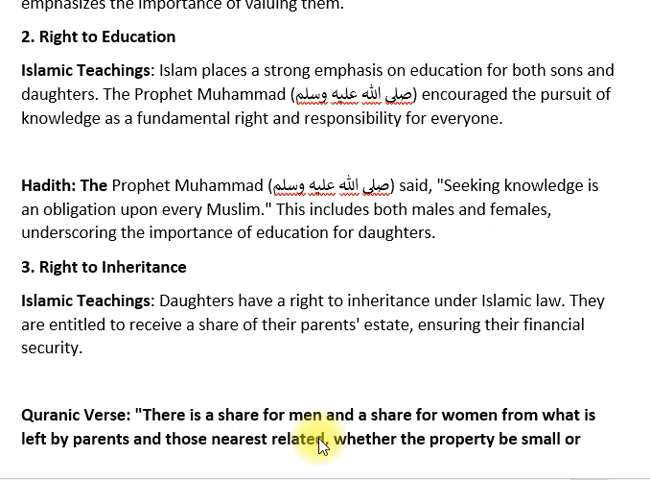 emphasizes the importance of valuing them.
2. Right to Education
Islamic Teachings: Islam places a strong emphasis on education for both sons and
daughters. The Prophet Muhammad (صلى الله عليه وسلم) encouraged the pursuit of
knowledge as a fundamental right and responsibility for everyone.
Hadith: The Prophet Muhammad (صلى الله عليه وسلم) said, "Seeking knowledge is
an obligation upon every Muslim." This includes both males and females,
underscoring the importance of education for daughters.
3. Right to Inheritance
Islamic Teachings: Daughters have a right to inheritance under Islamic law. They
are entitled to receive a share of their parents' estate, ensuring their financial
security.
Quranic Verse: "There is a share for men and a share for women from what is
left by parents and those nearest related, whether the property be small or